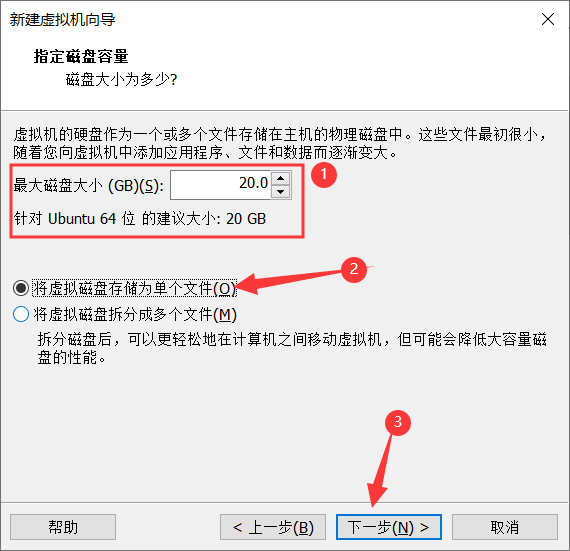 新建虚拟机向导
指定磁盘容量
磁盘大小为多少?
虚拟机的硬盘作为一个或多个文件存储在主机的物理磁盘中。这些文件最初很小，
随着您向虚拟机中添加应用程序、文件和数据而逐渐变大。
最大磁盘大小 (GB)(S): 20.0 1
针对 Ubuntu 64 位 的建议大小: 20 GB
2
将虚拟磁盘存储为单个文件(O)
将虚拟磁盘拆分成多个文件(M)
拆分磁盘后，可以更轻松地在计算机之间移动虚拟机，但可能会降低大容量磁
盘的性能。
3
帮助 < 上一步(B) 下一步(N) > 取消